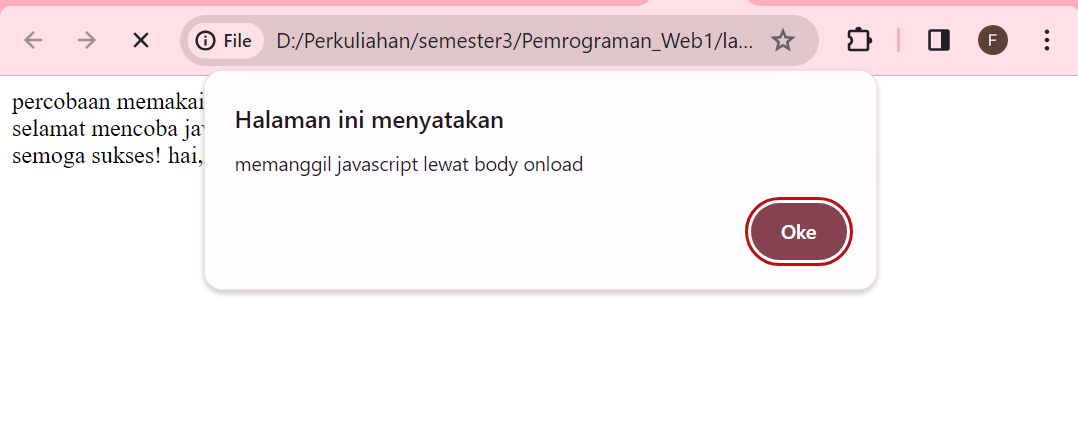 File D:/Perkuliahan/semester3/Pemrograman_Web1/la...
F
percobaan memakai
selamat mencoba ja
semoga sukses! hai,
Halaman ini menyatakan
memanggil javascript lewat body onload
Oke